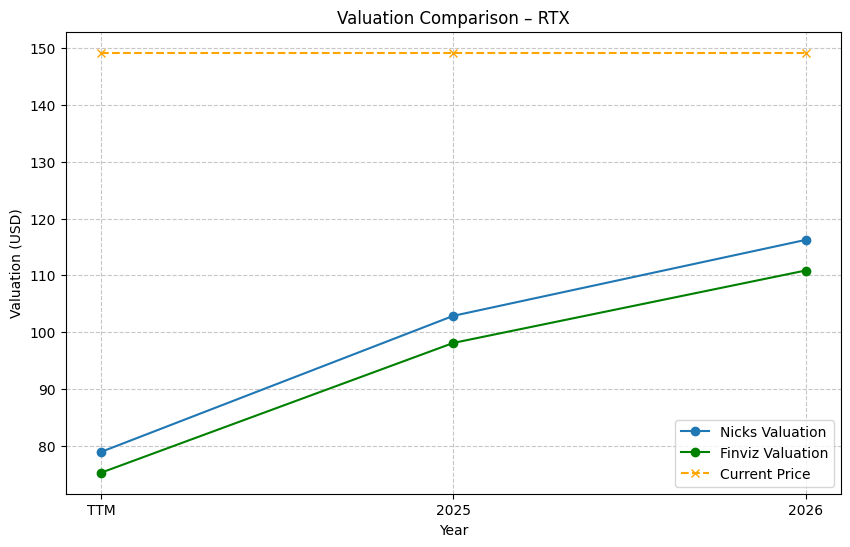 Valuation Comparison – RTX
Valuation (USD)
150
140
130
120
110
100
90
80
TTM
2025
2026
Year
Nicks Valuation
Finviz Valuation
Current Price